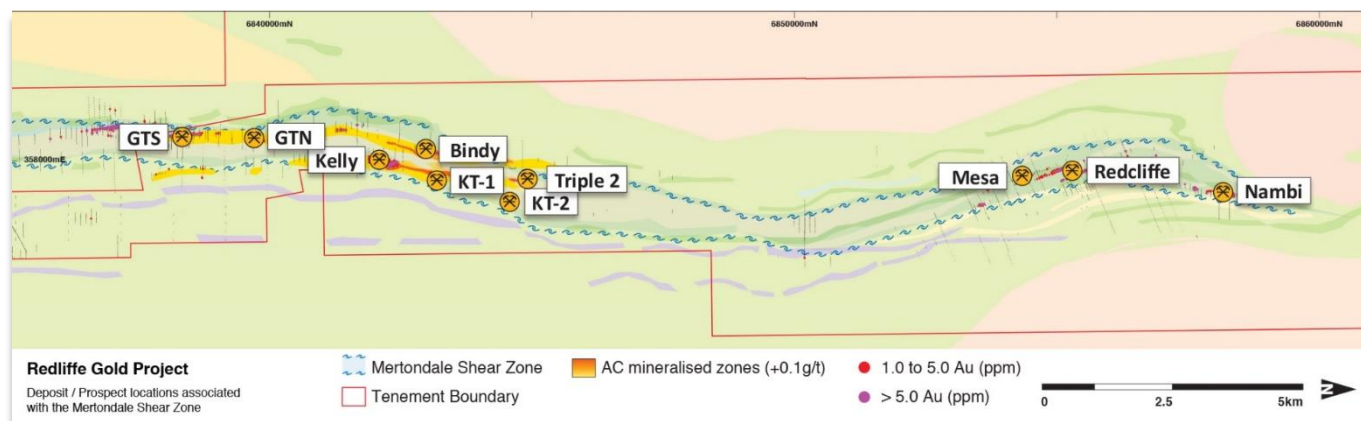 6840000mN
6850000mN
6860000mN
358000mE
GTS
GTN
Kelly
Bindy
KT-1
Triple 2
KT-2
Mesa
Redcliffe
Nambi
Redliffe Gold Project
Deposit / Prospect locations associated
with the Mertondale Shear Zone
Mertondale Shear Zone
Tenement Boundary
AC mineralised zones (+0.1g/t)
1.0 to 5.0 Au (ppm)
> 5.0 Au (ppm)
0
2.5
5km
N